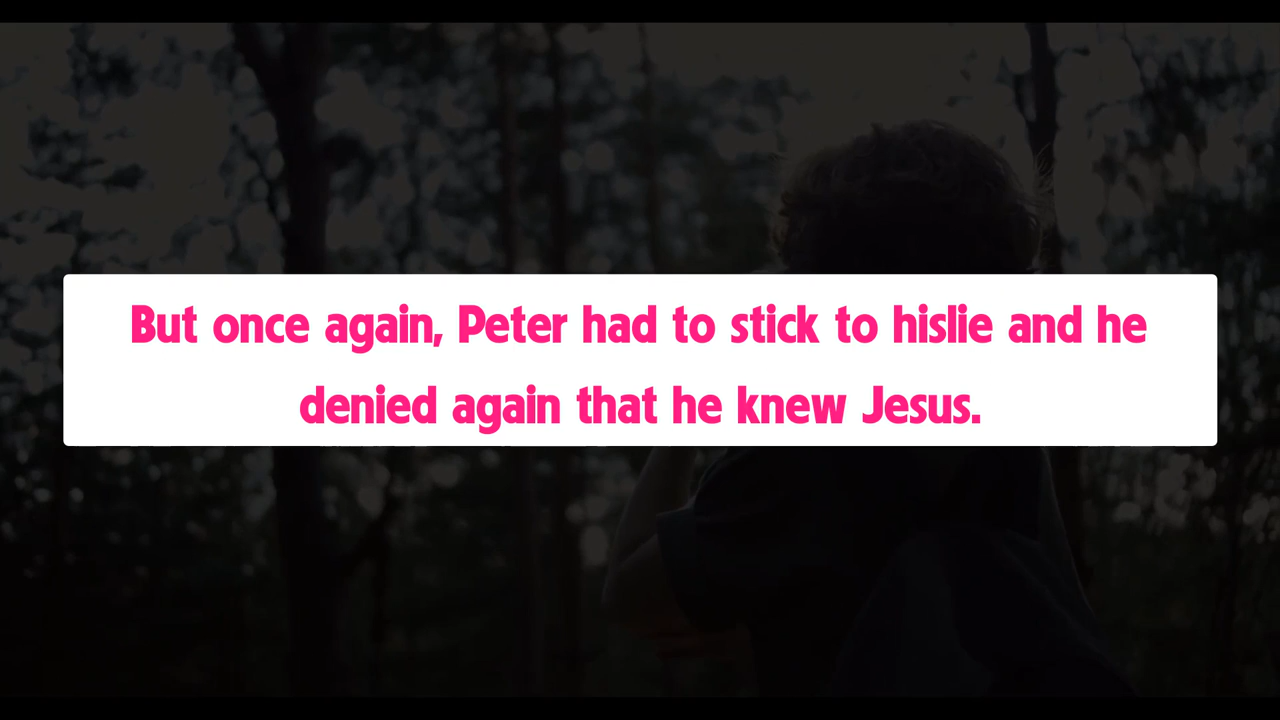 But once again, Peter had to stick to hislie and he
denied again that he knew Jesus.